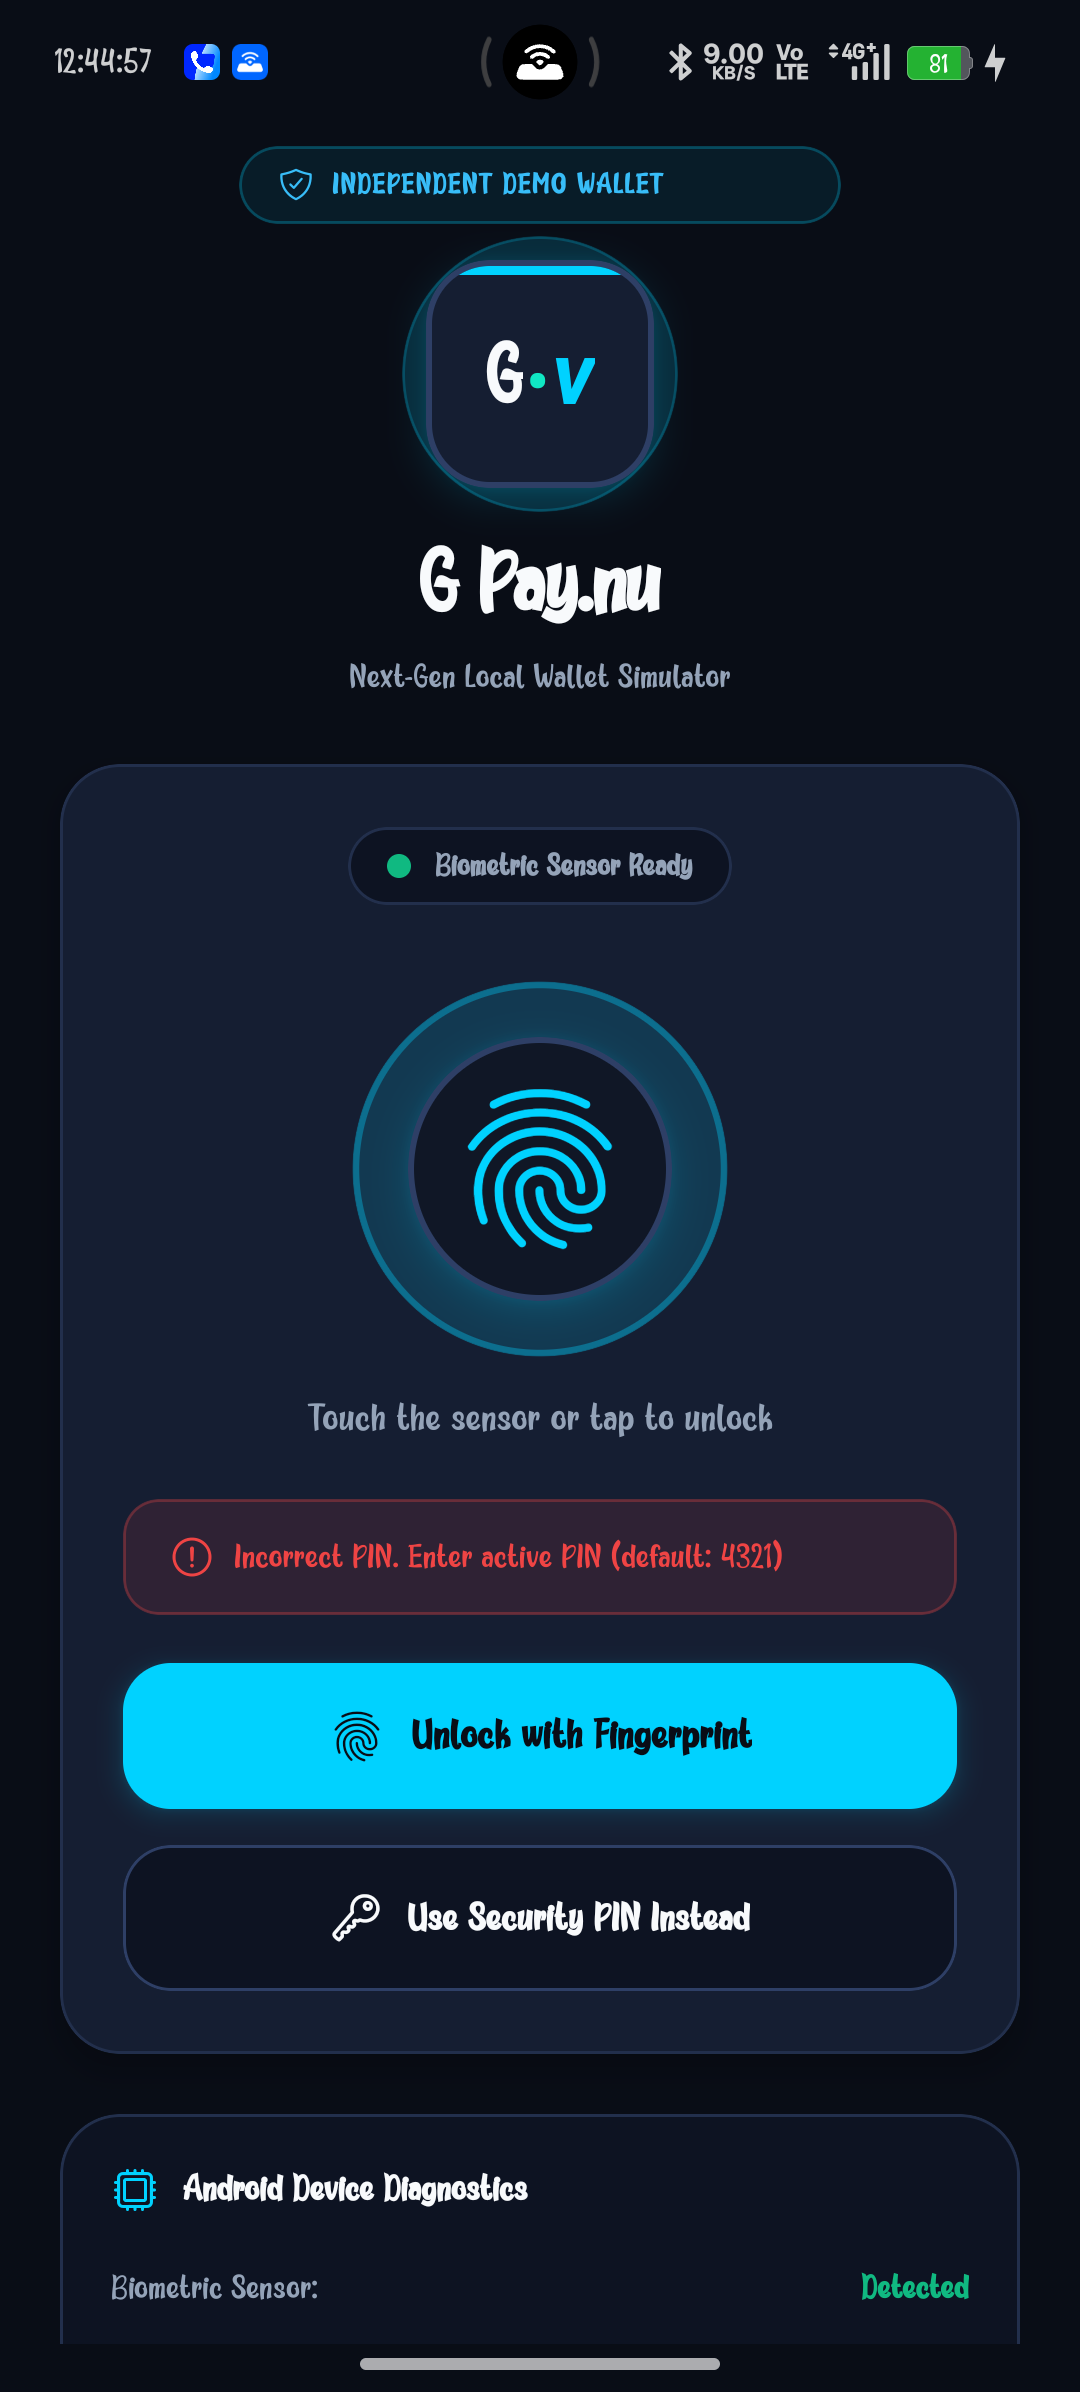 12:44:57
9.00
KB/S
Vo
LTE
4G+
81
INDEPENDENT DEMO WALLET
G·v
G Pay.nu
Next-Gen Local Wallet Simulator
Biometric Sensor Ready
Touch the sensor or tap to unlock
Incorrect PIN. Enter active PIN (default: 4321)
Unlock with Fingerprint
Use Security PIN Instead
Android Device Diagnostics
Biometric Sensor: Detected